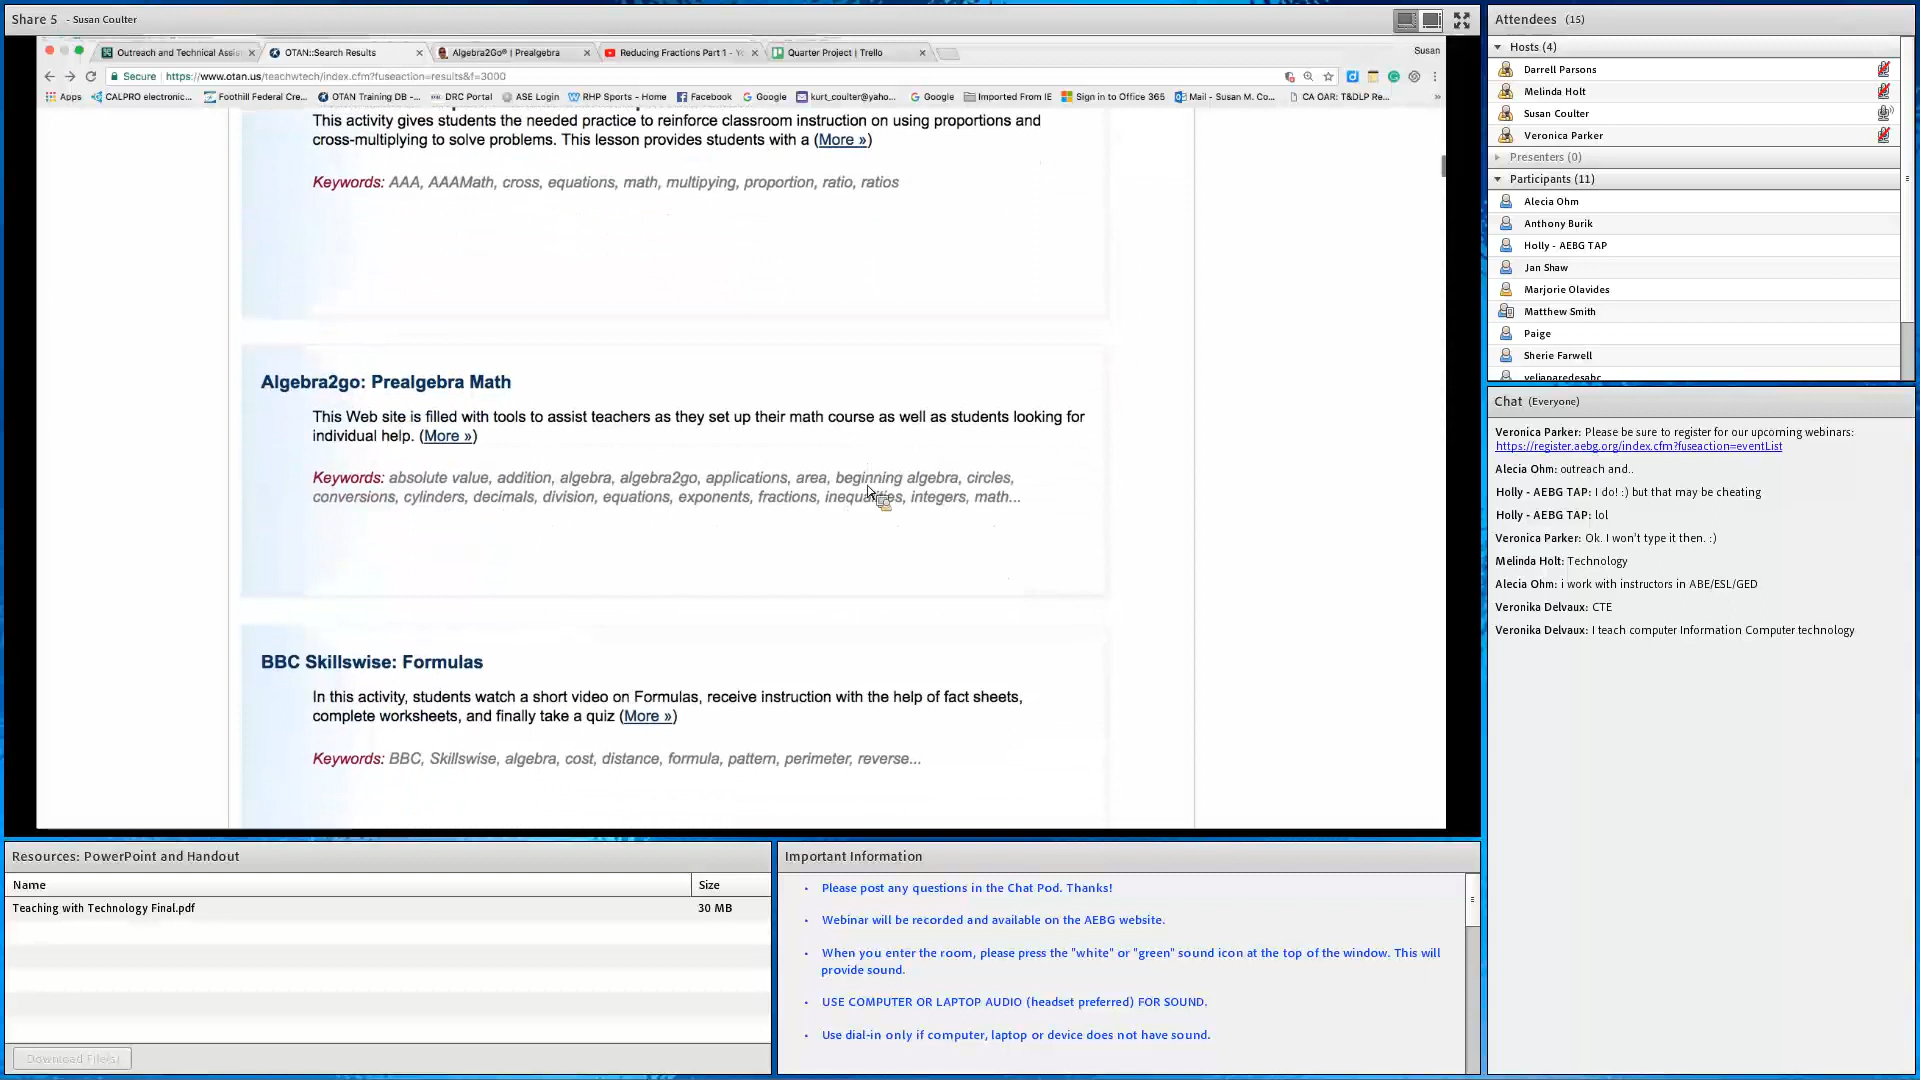 Share 5 - Susan Coulter
Outreach and Technical Assis
OTAN::Search Results
Algebra2Go® | Prealgebra
Reducing Fractions Part 1 - Yo
Quarter Project | Trello
Susan
Secure https://www.otan.us/teachwtech/index.cfm?fuseaction=results&f=3000
Apps CALPRO electronic... Foothill Federal Cre... OTAN Training DB -... DRC Portal ASE Login RHP Sports - Home Facebook Google kurt_coulter@yaho... Google Imported From IE Sign in to Office 365 Mail - Susan M. Co... CA OAR: T&DLP Re... »
This activity gives students the needed practice to reinforce classroom instruction on using proportions and
cross-multiplying to solve problems. This lesson provides students with a (More »)
Keywords: AAA, AAAMath, cross, equations, math, multipying, proportion, ratio, ratios
Algebra2go: Prealgebra Math
This Web site is filled with tools to assist teachers as they set up their math course as well as students looking for
individual help. (More »)
Keywords: absolute value, addition, algebra, algebra2go, applications, area, beginning algebra, circles,
conversions, cylinders, decimals, division, equations, exponents, fractions, inequalities, integers, math...
BBC Skillswise: Formulas
In this activity, students watch a short video on Formulas, receive instruction with the help of fact sheets,
complete worksheets, and finally take a quiz (More »)
Keywords: BBC, Skillswise, algebra, cost, distance, formula, pattern, perimeter, reverse...
Attendees (15)
Hosts (4)
Darrell Parsons
Melinda Holt
Susan Coulter
Veronica Parker
Presenters (0)
Participants (11)
Alecia Ohm
Anthony Burik
Holly - AEBG TAP
Jan Shaw
Marjorie Olavides
Matthew Smith
Paige
Sherie Farwell
veliaparedesabc
Chat (Everyone)
Veronica Parker: Please be sure to register for our upcoming webinars:
https://register.aebg.org/index.cfm?fuseaction=eventList
Alecia Ohm: outreach and..
Holly - AEBG TAP: I do! :) but that may be cheating
Holly - AEBG TAP: lol
Veronica Parker: Ok. I won't type it then. :)
Melinda Holt: Technology
Alecia Ohm: i work with instructors in ABE/ESL/GED
Veronika Delvaux: CTE
Veronika Delvaux: I teach computer Information Computer technology
Resources: PowerPoint and Handout
Name Size
Teaching with Technology Final.pdf 30 MB
Download File(s)
Important Information
• Please post any questions in the Chat Pod. Thanks!
• Webinar will be recorded and available on the AEBG website.
• When you enter the room, please press the "white" or "green" sound icon at the top of the window. This will
provide sound.
• USE COMPUTER OR LAPTOP AUDIO (headset preferred) FOR SOUND.
• Use dial-in only if computer, laptop or device does not have sound.